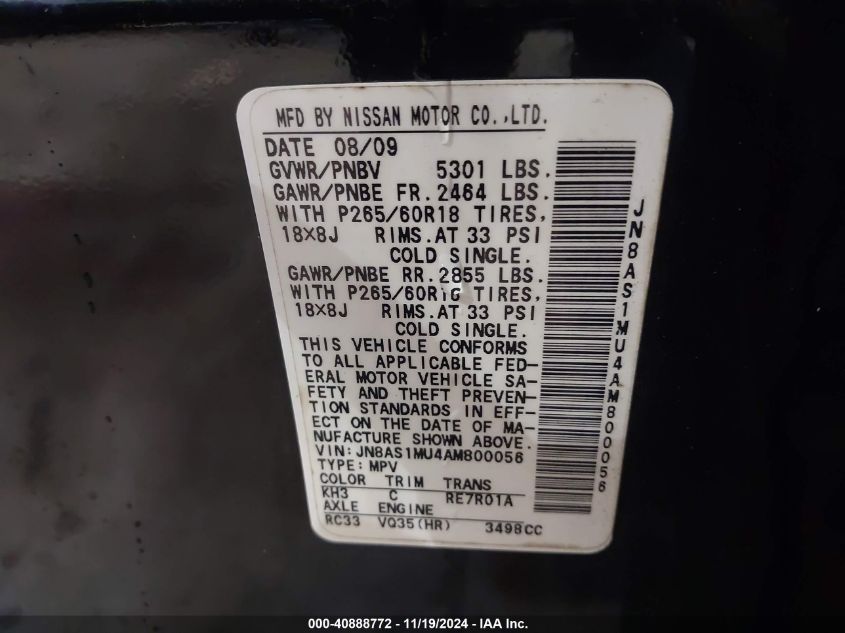 MFD BY NISSAN MOTOR CO.,LTD.
DATE 08/09
GVWR/PNBV 5301 LBS.
GAWR/PNBE FR. 2464 LBS.
WITH P265/60R18 TIRES,
18X8J RIMS.AT 33 PSI
COLD SINGLE.
GAWR/PNBE RR. 2855 LBS.
WITH P265/60R18 TIRES,
18X8J RIMS.AT 33 PSI
COLD SINGLE.
THIS VEHICLE CONFORMS
TO ALL APPLICABLE FED-
ERAL MOTOR VEHICLE SA-
FETY AND THEFT PREVEN-
TION STANDARDS IN EFF-
ECT ON THE DATE OF MA-
NUFACTURE SHOWN ABOVE.
VIN: JN8AS1MU4AM800056
TYPE: MPV
COLOR TRIM TRANS
KH3 C RE7R01A
AXLE ENGINE
RC33 VQ35(HR) 3498CC
JN8AS1MU4AM800056
000-40888772 - 11/19/2024 - IAA Inc.